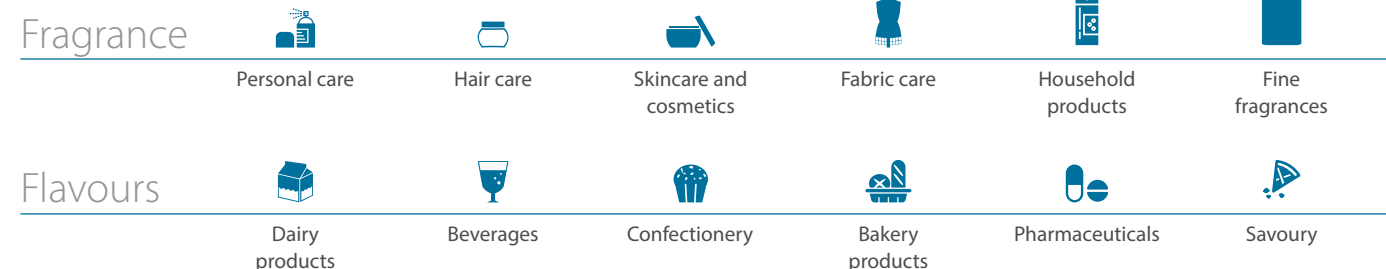 Fragrance
Personal care
Hair care
Skincare and
cosmetics
Fabric care
Household
products
Fine
fragrances
Flavours
Dairy
products
Beverages
Confectionery
Bakery
products
Pharmaceuticals
Savoury